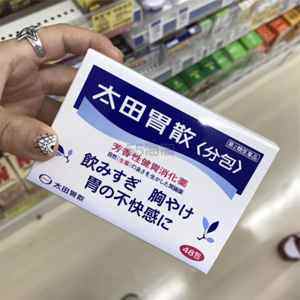 太田胃散〈分包〉
第2類医薬品
芳香性健胃消化薬
飲みすぎ 胸やけ
胃の不快感に
太田胃散
48包